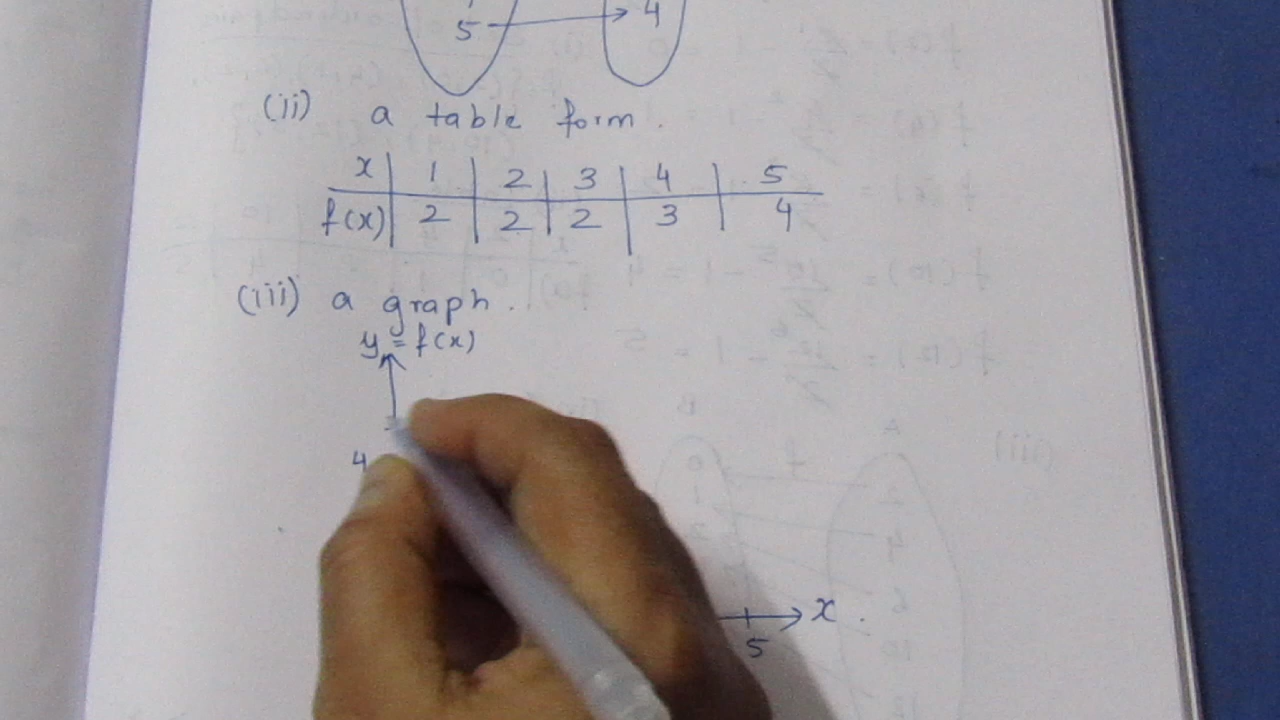 5 → 4
(ii) a table form.
x | 1 | 2 | 3 | 4 | 5
f(x) | 2 | 2 | 2 | 3 | 4
(iii) a graph.
y = f(x)
4
x.
5